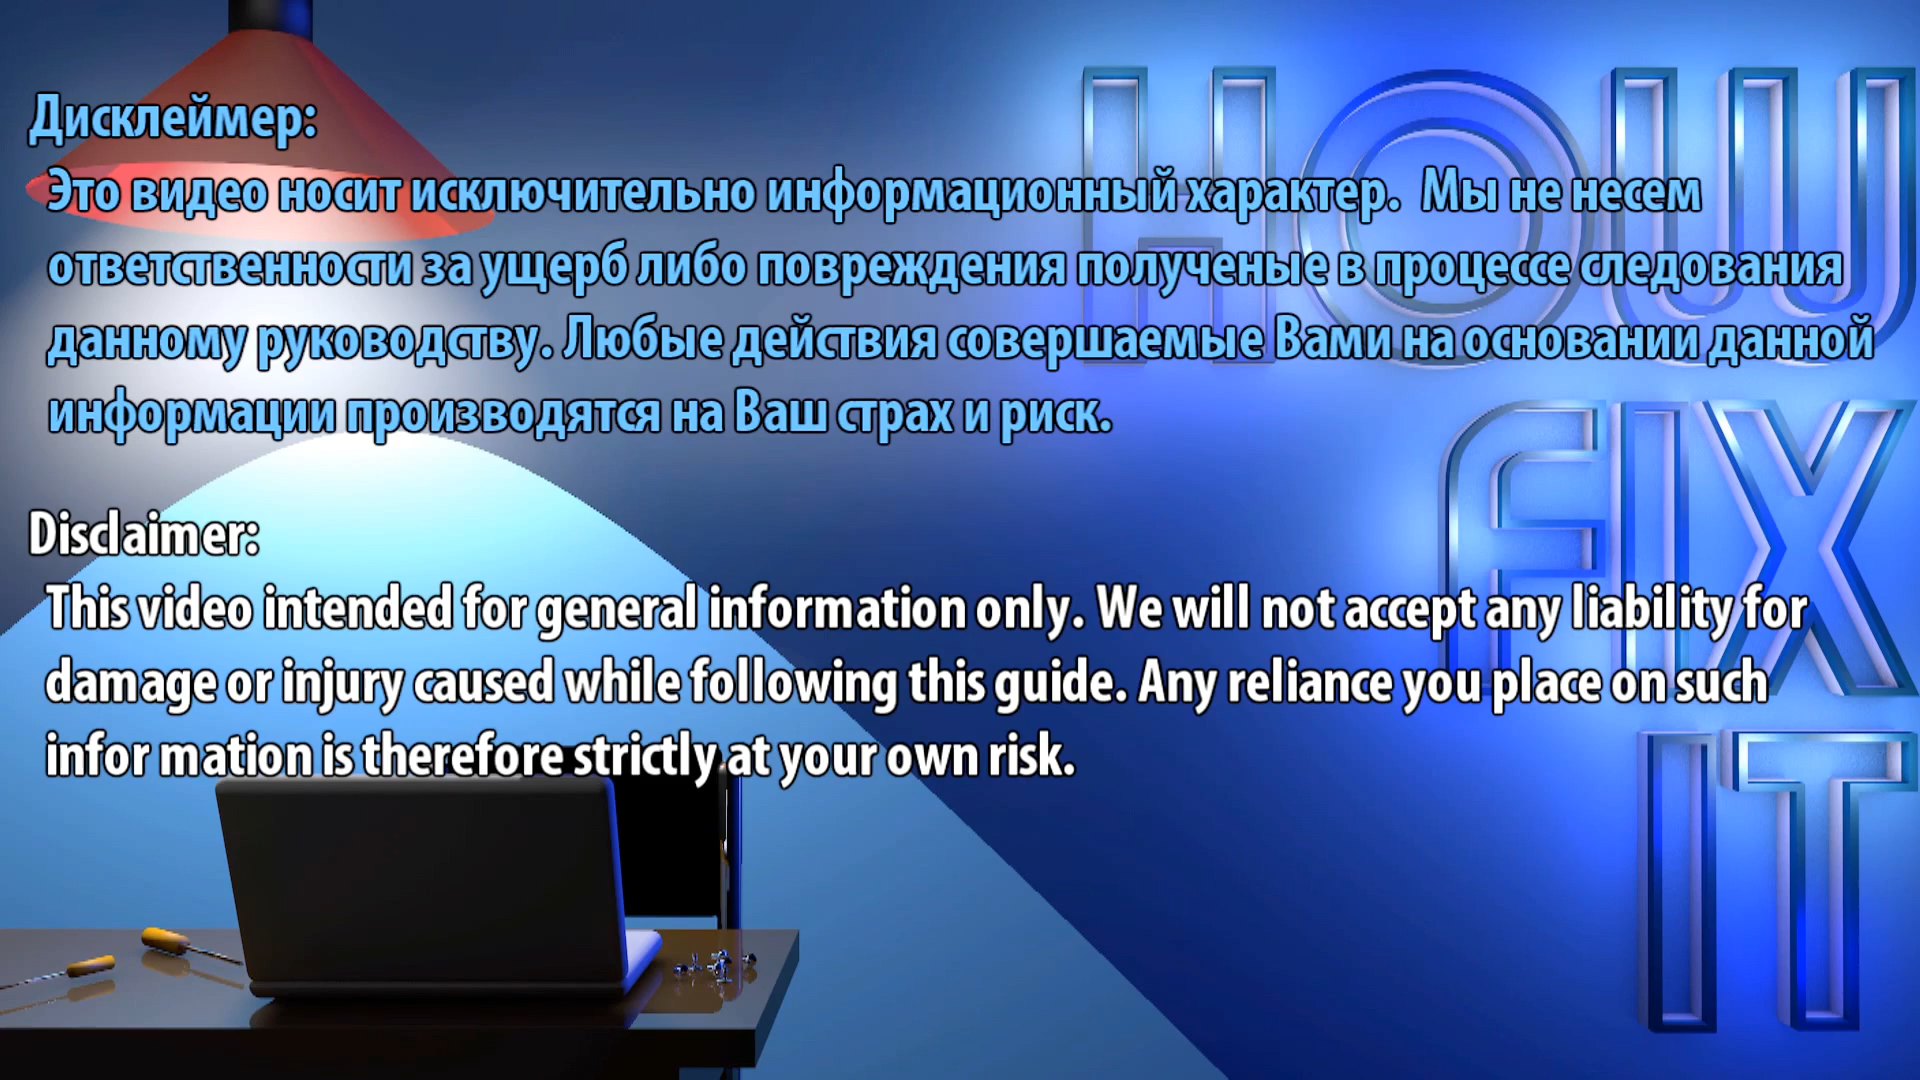 Дисклеймер:
Это видео носит исключительно информационный характер. Мы не несем
ответственности за ущерб либо повреждения полученые в процессе следования
данному руководству. Любые действия совершаемые Вами на основании данной
информации производятся на Ваш страх и риск.
Disclaimer:
This video intended for general information only. We will not accept any liability for
damage or injury caused while following this guide. Any reliance you place on such
infor mation is therefore strictly at your own risk.
HOW
FIX
IT